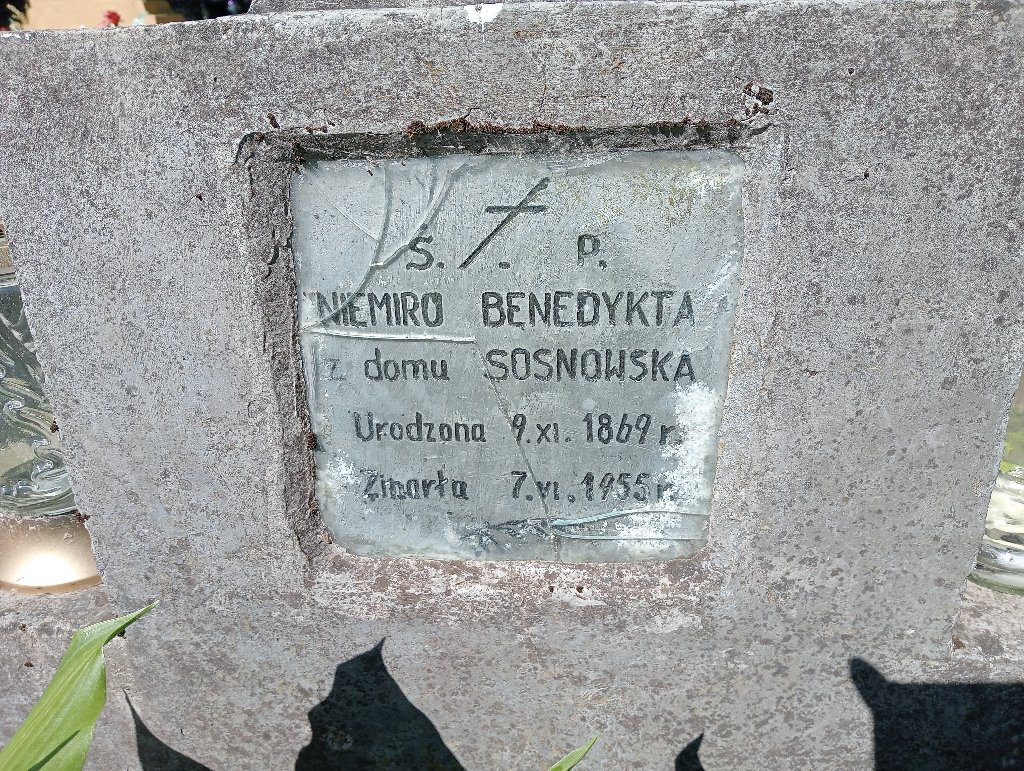 S. † P.
NIEMIRO BENEDYKTA
z domu SOSNOWSKA
Urodzona 9.XI.1869 r.
Zmarła 7.VI.1955 r.